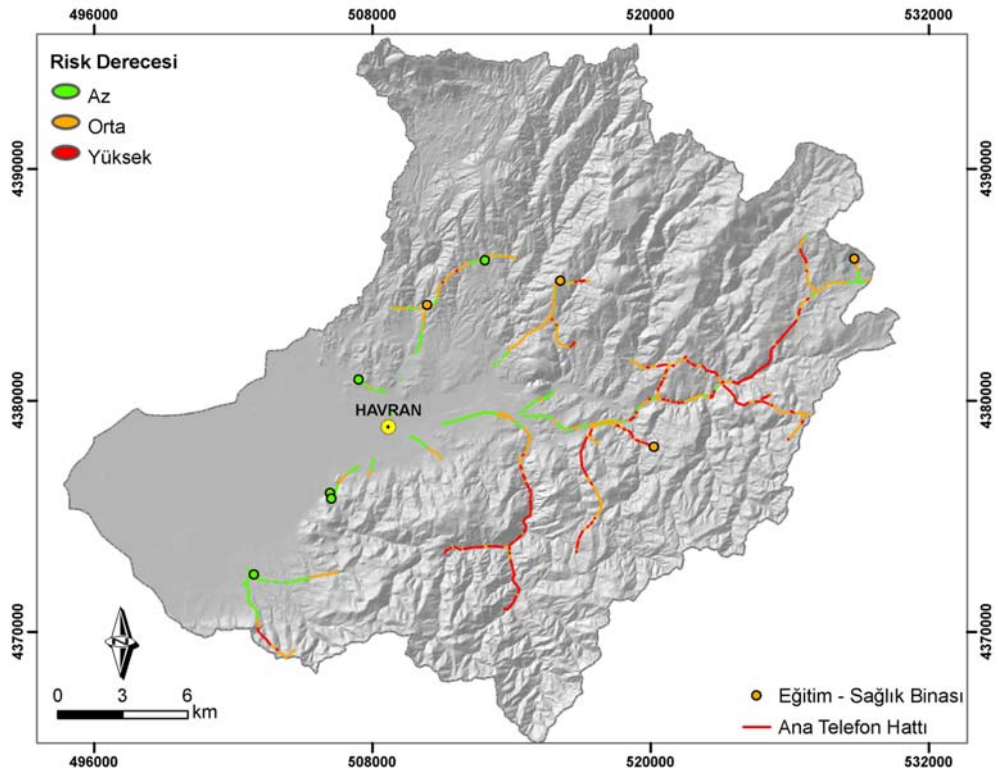 496000
508000
520000
532000
Risk Derecesi
Az
Orta
Yüksek
4390000
4390000
4380000
4380000
HAVRAN
4370000
4370000
N
0
3
6
km
Eğitim - Sağlık Binası
Ana Telefon Hattı
496000
508000
520000
532000